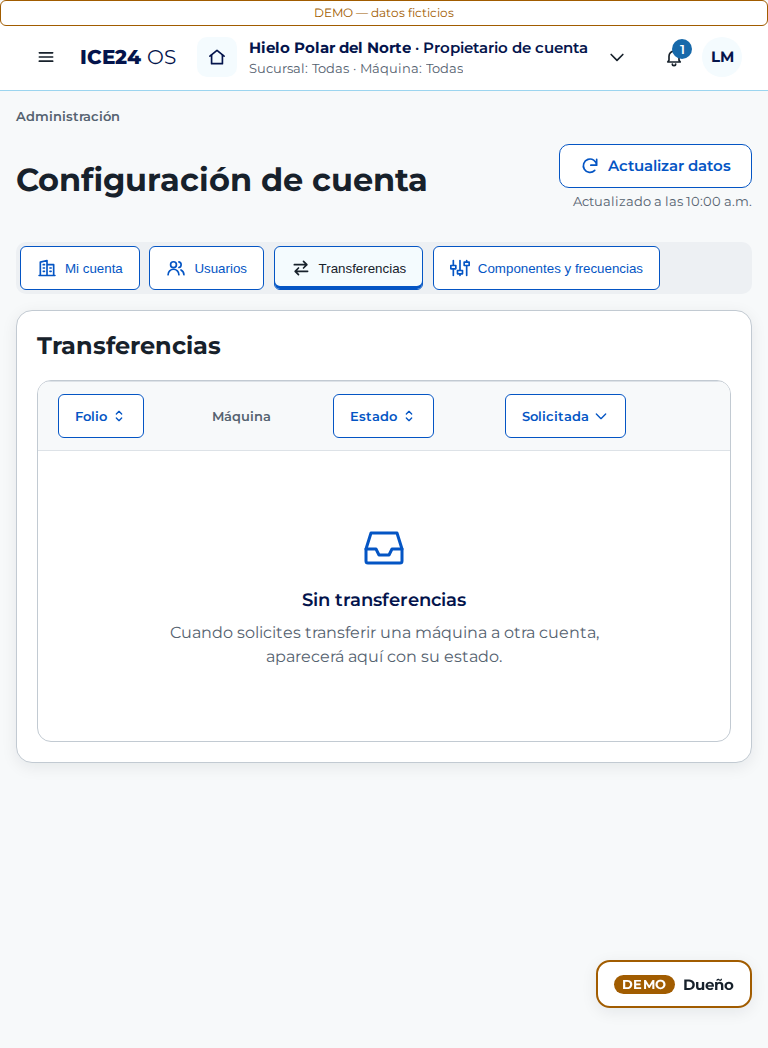 DEMO — datos ficticios
ICE24 OS
Hielo Polar del Norte · Propietario de cuenta
Sucursal: Todas · Máquina: Todas
1
LM
Administración
Configuración de cuenta
Actualizar datos
Actualizado a las 10:00 a.m.
Mi cuenta
Usuarios
Transferencias
Componentes y frecuencias
Transferencias
Folio
Máquina
Estado
Solicitada
Sin transferencias
Cuando solicites transferir una máquina a otra cuenta,
aparecerá aquí con su estado.
DEMO Dueño